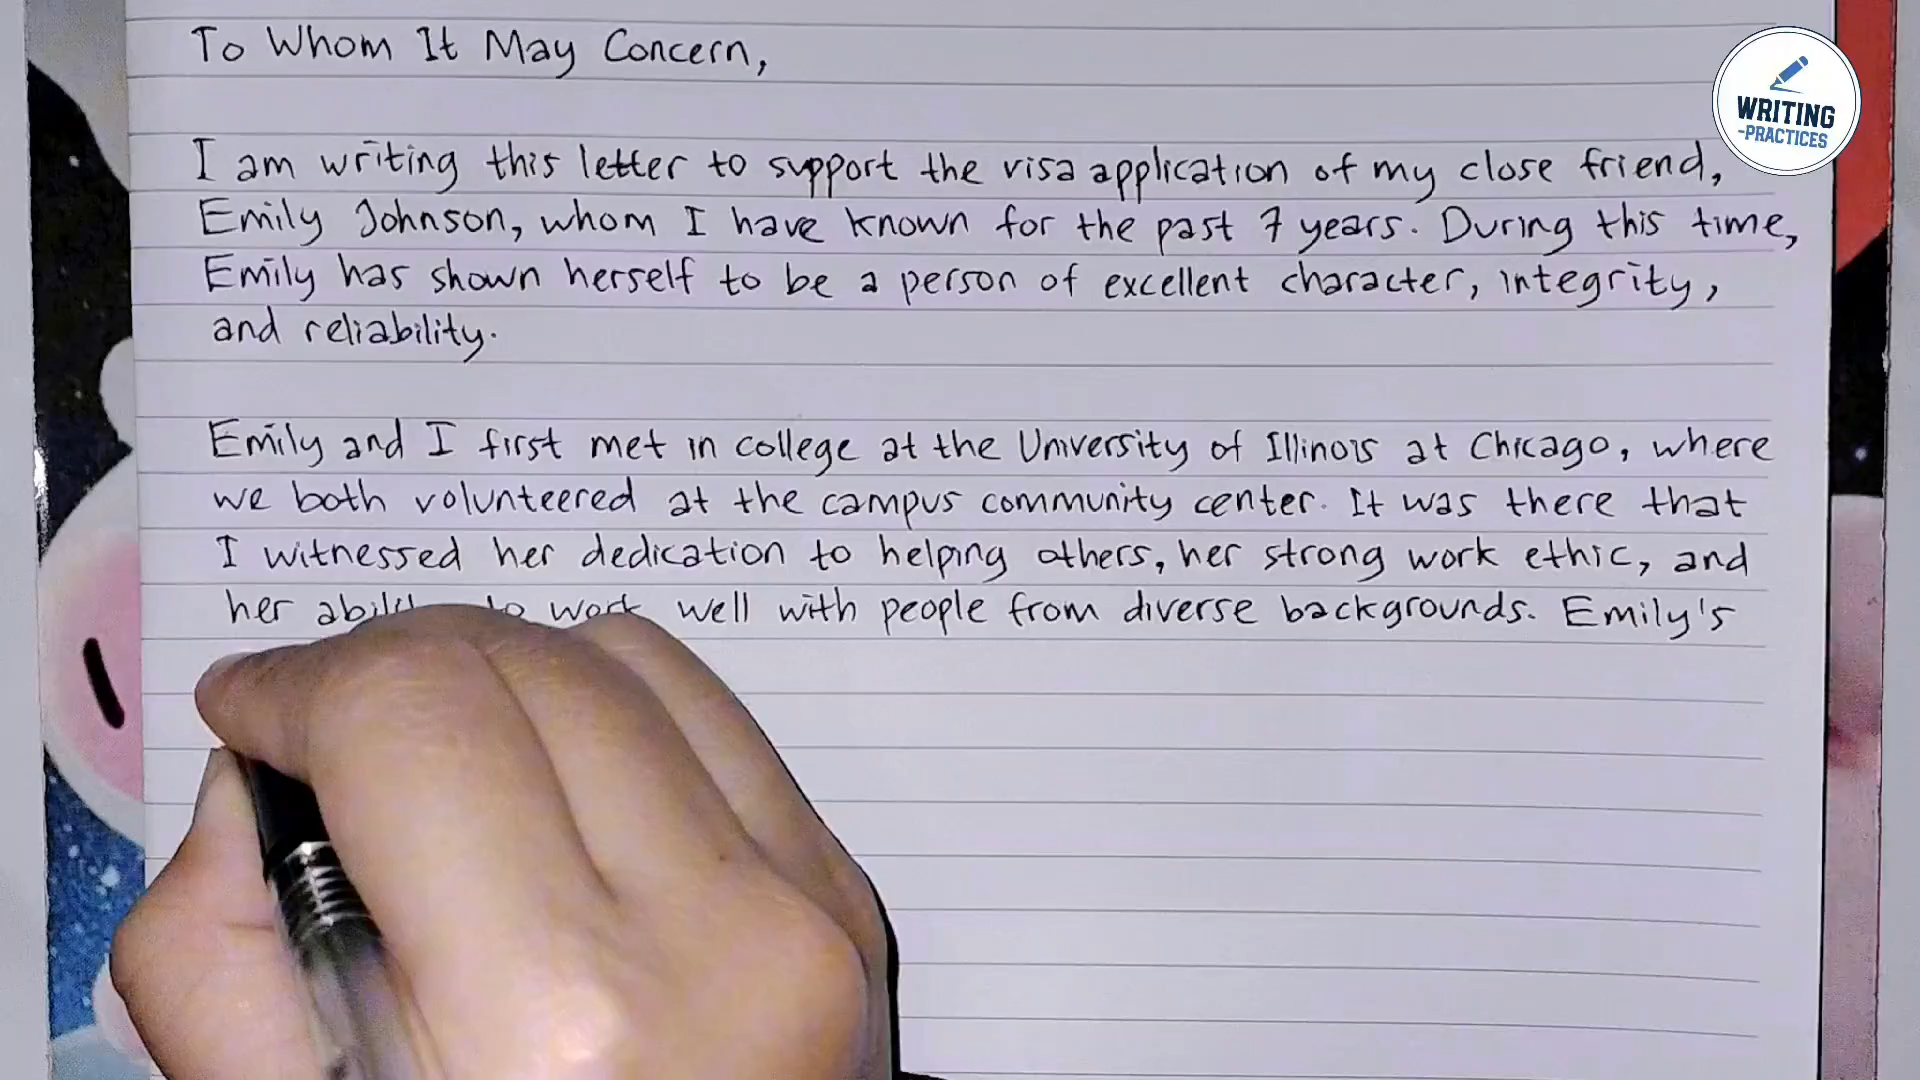 To Whom It May Concern,
I am writing this letter to support the visa application of my close friend,
Emily Johnson, whom I have known for the past 7 years. During this time,
Emily has shown herself to be a person of excellent character, integrity,
and reliability.
Emily and I first met in college at the University of Illinois at Chicago, where
we both volunteered at the campus community center. It was there that
I witnessed her dedication to helping others, her strong work ethic, and
her ability to work well with people from diverse backgrounds. Emily's
WRITING
-PRACTICES